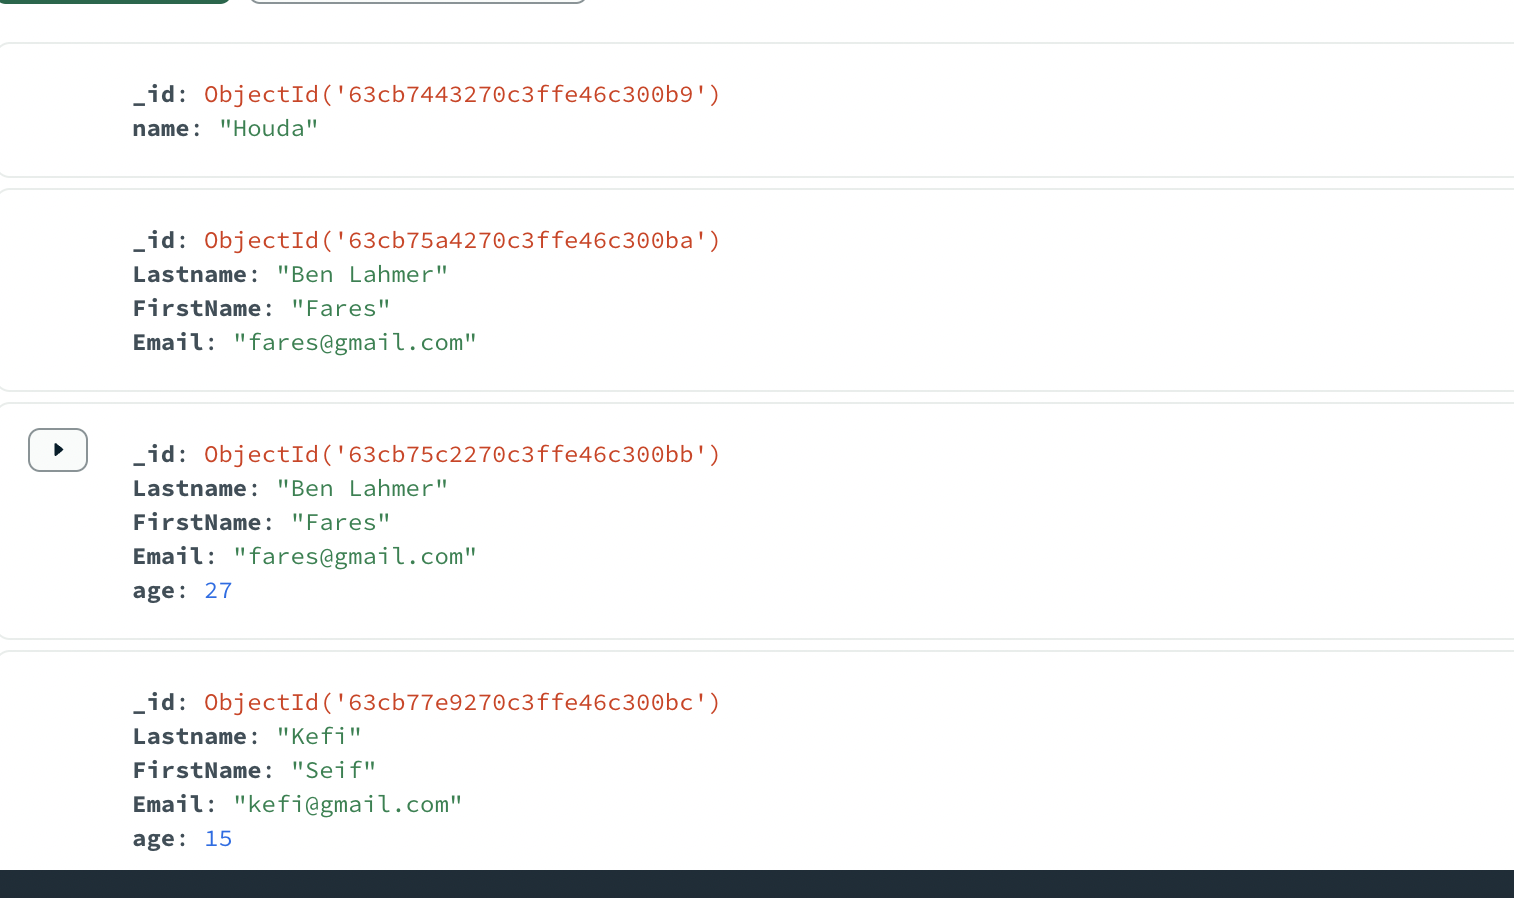 _id: ObjectId('63cb7443270c3ffe46c300b9')
name: "Houda"
_id: ObjectId('63cb75a4270c3ffe46c300ba')
Lastname: "Ben Lahmer"
FirstName: "Fares"
Email: "fares@gmail.com"
_id: ObjectId('63cb75c2270c3ffe46c300bb')
Lastname: "Ben Lahmer"
FirstName: "Fares"
Email: "fares@gmail.com"
age: 27
_id: ObjectId('63cb77e9270c3ffe46c300bc')
Lastname: "Kefi"
FirstName: "Seif"
Email: "kefi@gmail.com"
age: 15